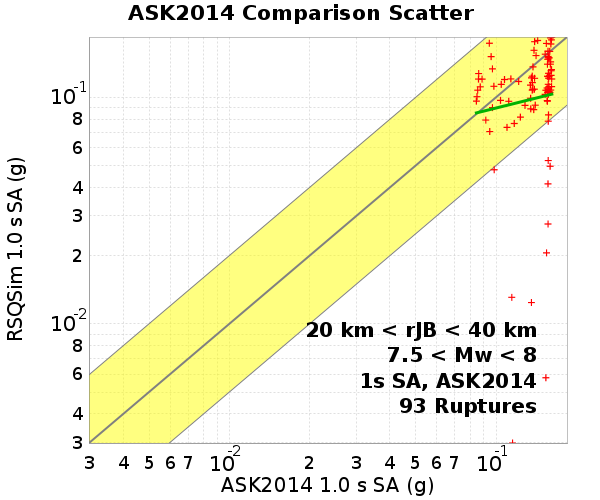 ASK2014 Comparison Scatter
RSQSim 1.0 s SA (g)
10-1
8
6
4
3
2
10-2
8
6
4
3
20 km < rJB < 40 km
7.5 < Mw < 8
1s SA, ASK2014
93 Ruptures
3 4 5 6 7 10-2 2 3 4 5 6 7 10-1
ASK2014 1.0 s SA (g)